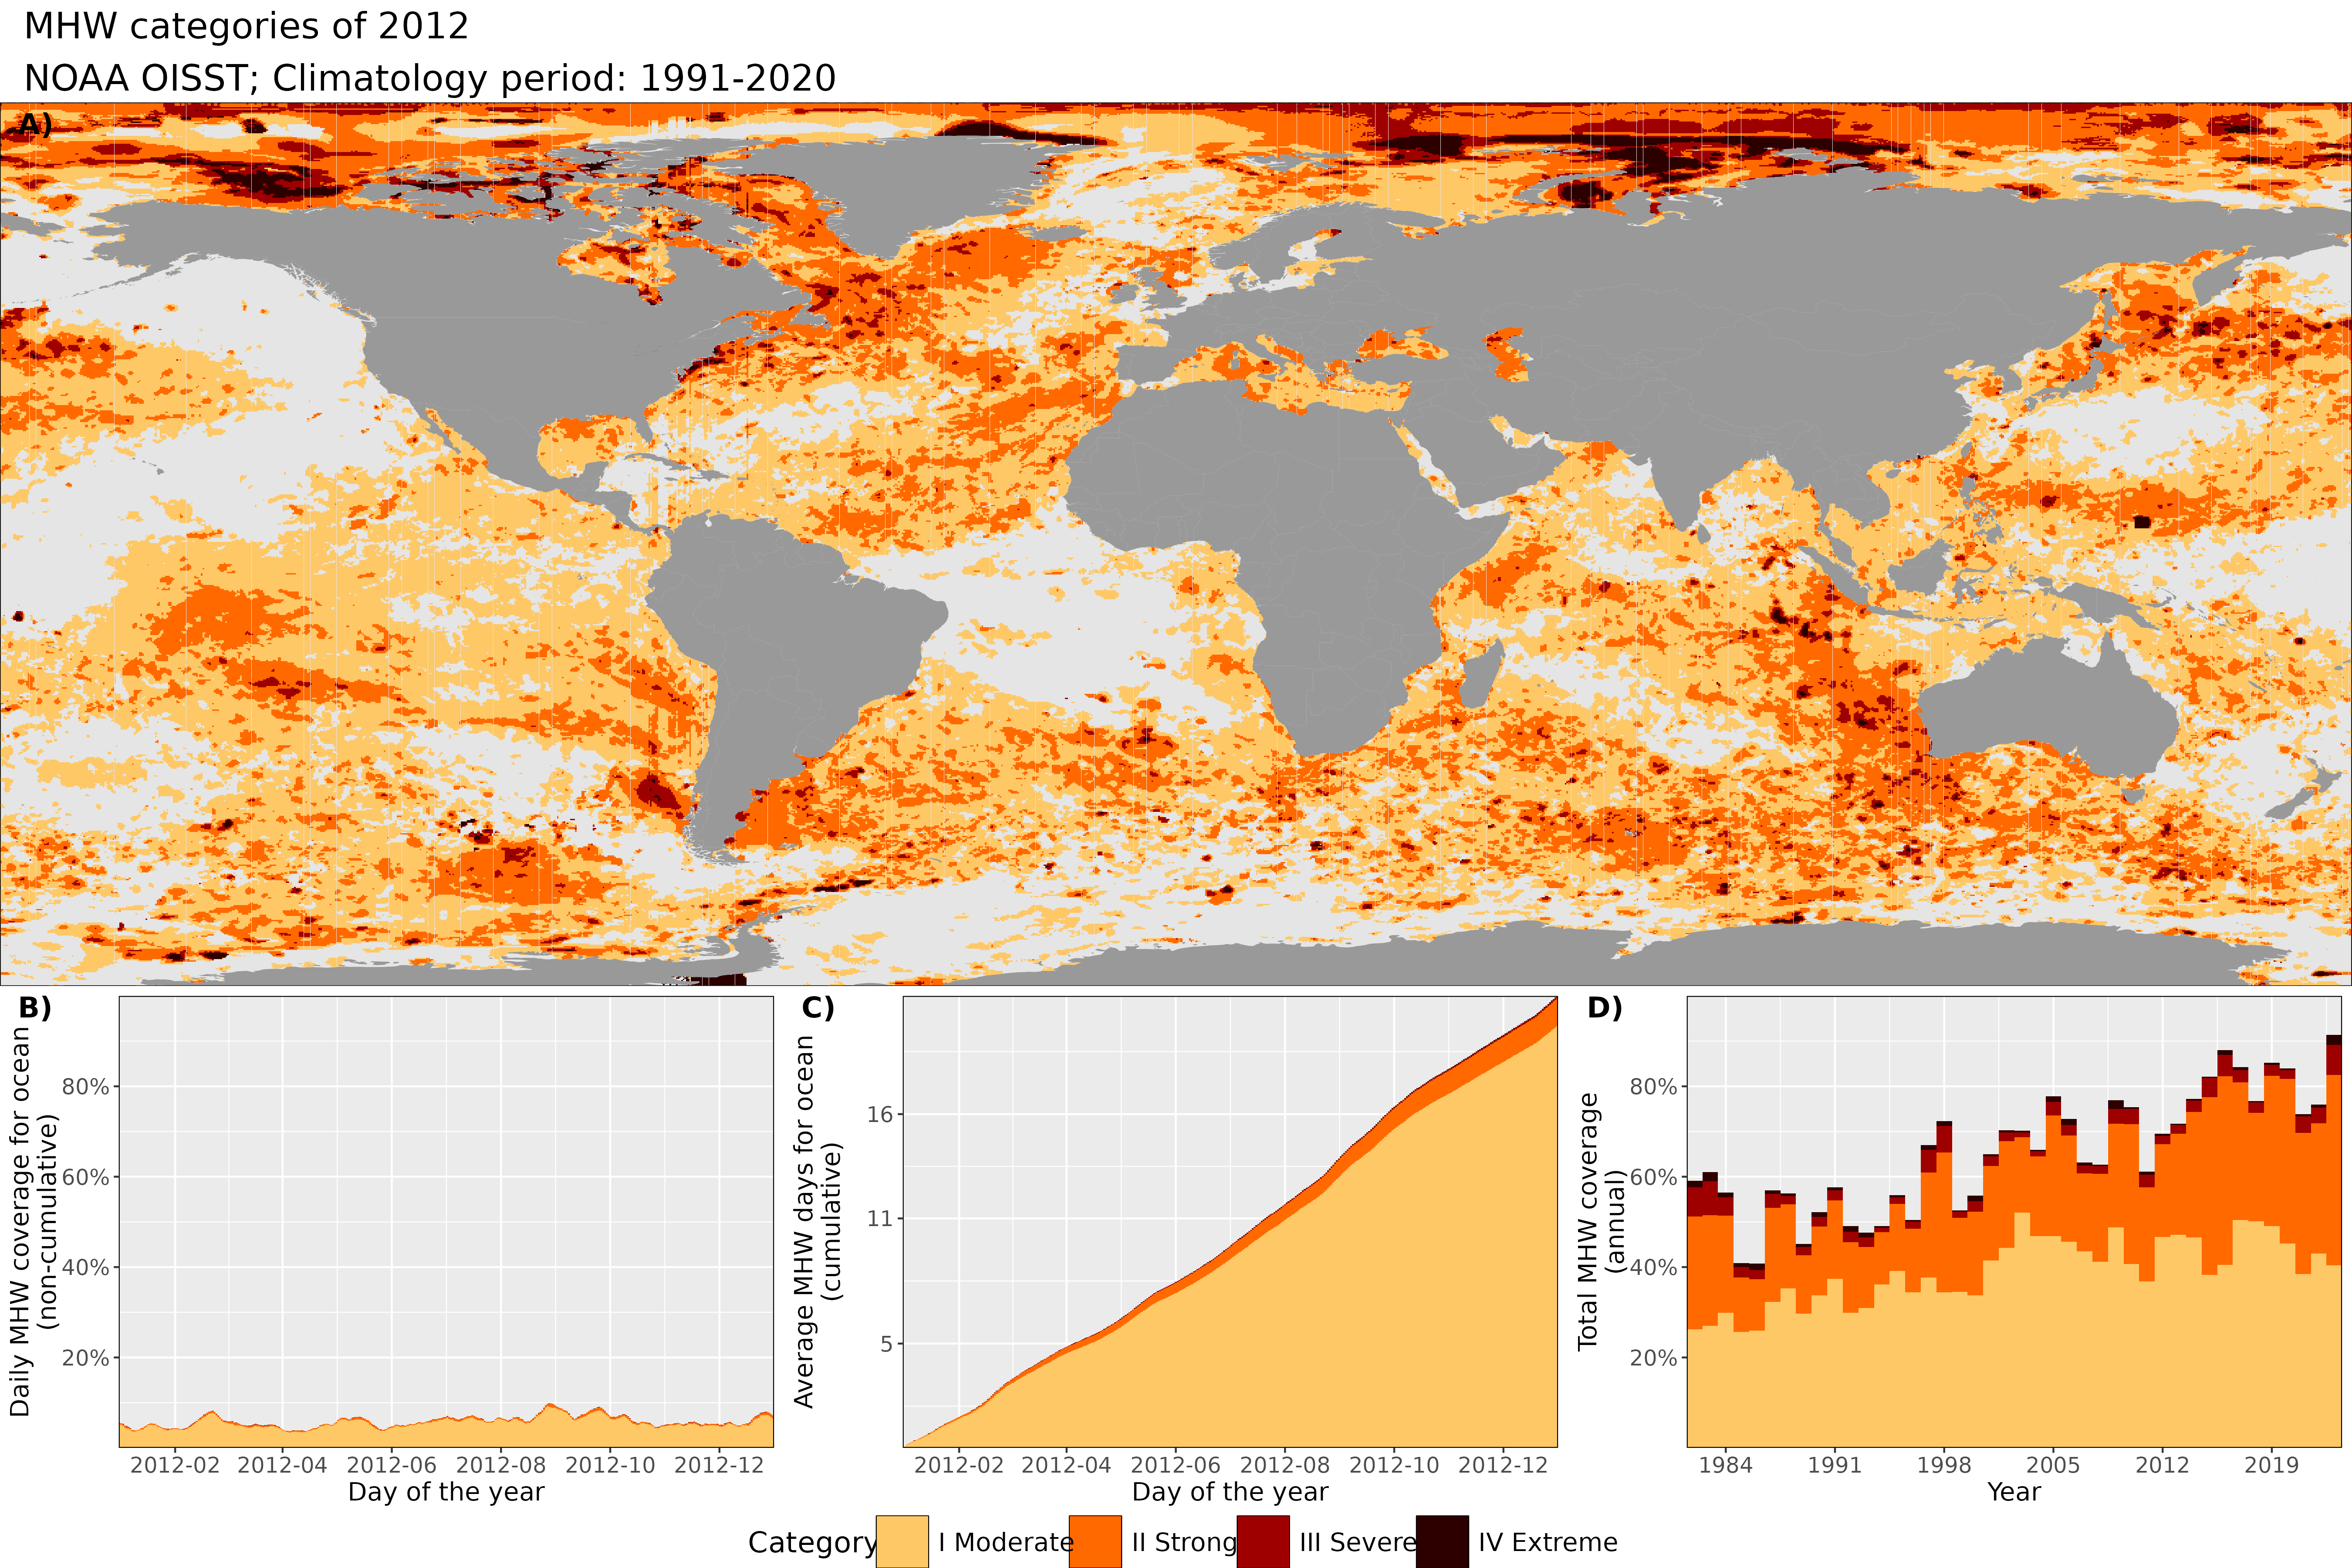 MHW categories of 2012
NOAA OISST; Climatology period: 1991-2020
A)
B)
Daily MHW coverage for ocean
(non-cumulative)
80%
60%
40%
20%
2012-02 2012-04 2012-06 2012-08 2012-10 2012-12
Day of the year
C)
Average MHW days for ocean
(cumulative)
16
11
5
2012-02 2012-04 2012-06 2012-08 2012-10 2012-12
Day of the year
D)
Total MHW coverage
(annual)
80%
60%
40%
20%
1984 1991 1998 2005 2012 2019
Year
Category I Moderate II Strong III Severe IV Extreme